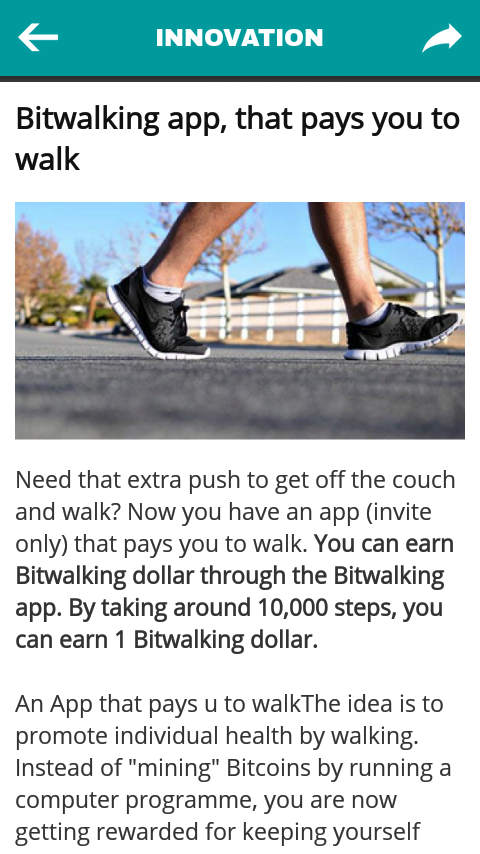 INNOVATION
Bitwalking app, that pays you to
walk
Need that extra push to get off the couch
and walk? Now you have an app (invite
only) that pays you to walk. You can earn
Bitwalking dollar through the Bitwalking
app. By taking around 10,000 steps, you
can earn 1 Bitwalking dollar.
An App that pays u to walkThe idea is to
promote individual health by walking.
Instead of "mining" Bitcoins by running a
computer programme, you are now
getting rewarded for keeping yourself